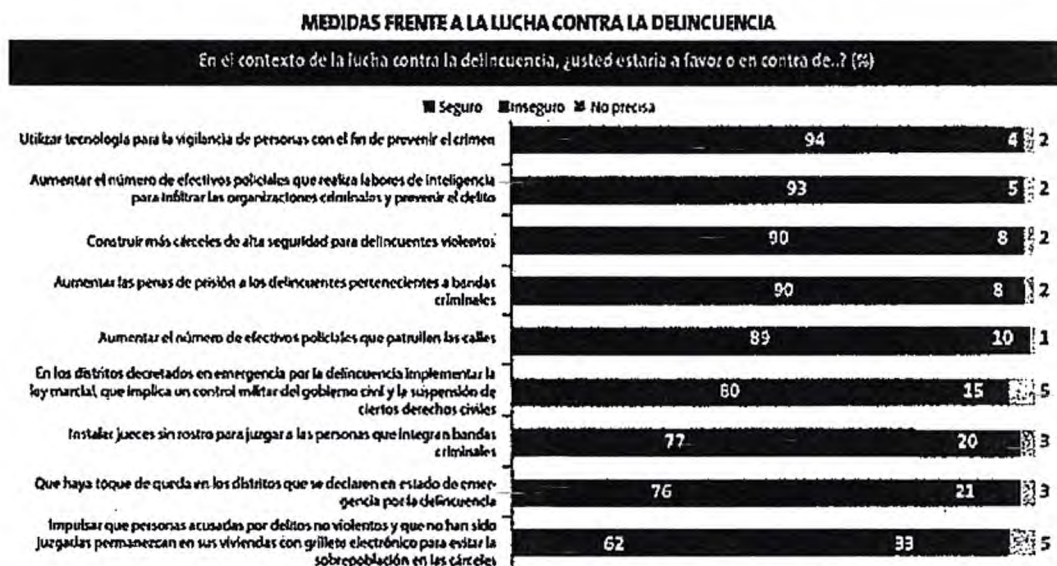 MEDIDAS FRENTE A LA LUCHA CONTRA LA DELINCUENCIA
En el contexto de la lucha contra la delincuencia, ¿usted estaria a favor o en contra de..? (%)
Seguro Inseguro No precisa
Utilizar tecnología para la vigilancia de personas con el fin de prevenir el crimen 94 4 2
Aumentar el número de efectivos policiales que realiza labores de inteligencia
para infiltrar las organizaciones criminales y prevenir el delito 93 5 2
Construir más cárceles de alta seguridad para delincuentes violentos 90 8 2
Aumentar las penas de prisión a los delincuentes pertenecientes a bandas
criminales 90 8 2
Aumentar el número de efectivos policiales que patrullen las calles 89 10 1
En los distritos decretados en emergencia por la delincuencia implementar la
ley marcial, que implica un control militar del gobierno civil y la suspensión de
ciertos derechos civiles 80 15 5
Instalar jueces sin rostro para juzgar a las personas que integran bandas
criminales 77 20 3
Que haya toque de queda en los distritos que se declaren en estado de emer-
gencia por la delincuencia 76 21 3
Impulsar que personas acusadas por delitos no violentos y que no han sido
juzgadas permanezcan en sus viviendas con grillete electrónico para evitar la
sobrepoblación en las cárceles 62 33 5